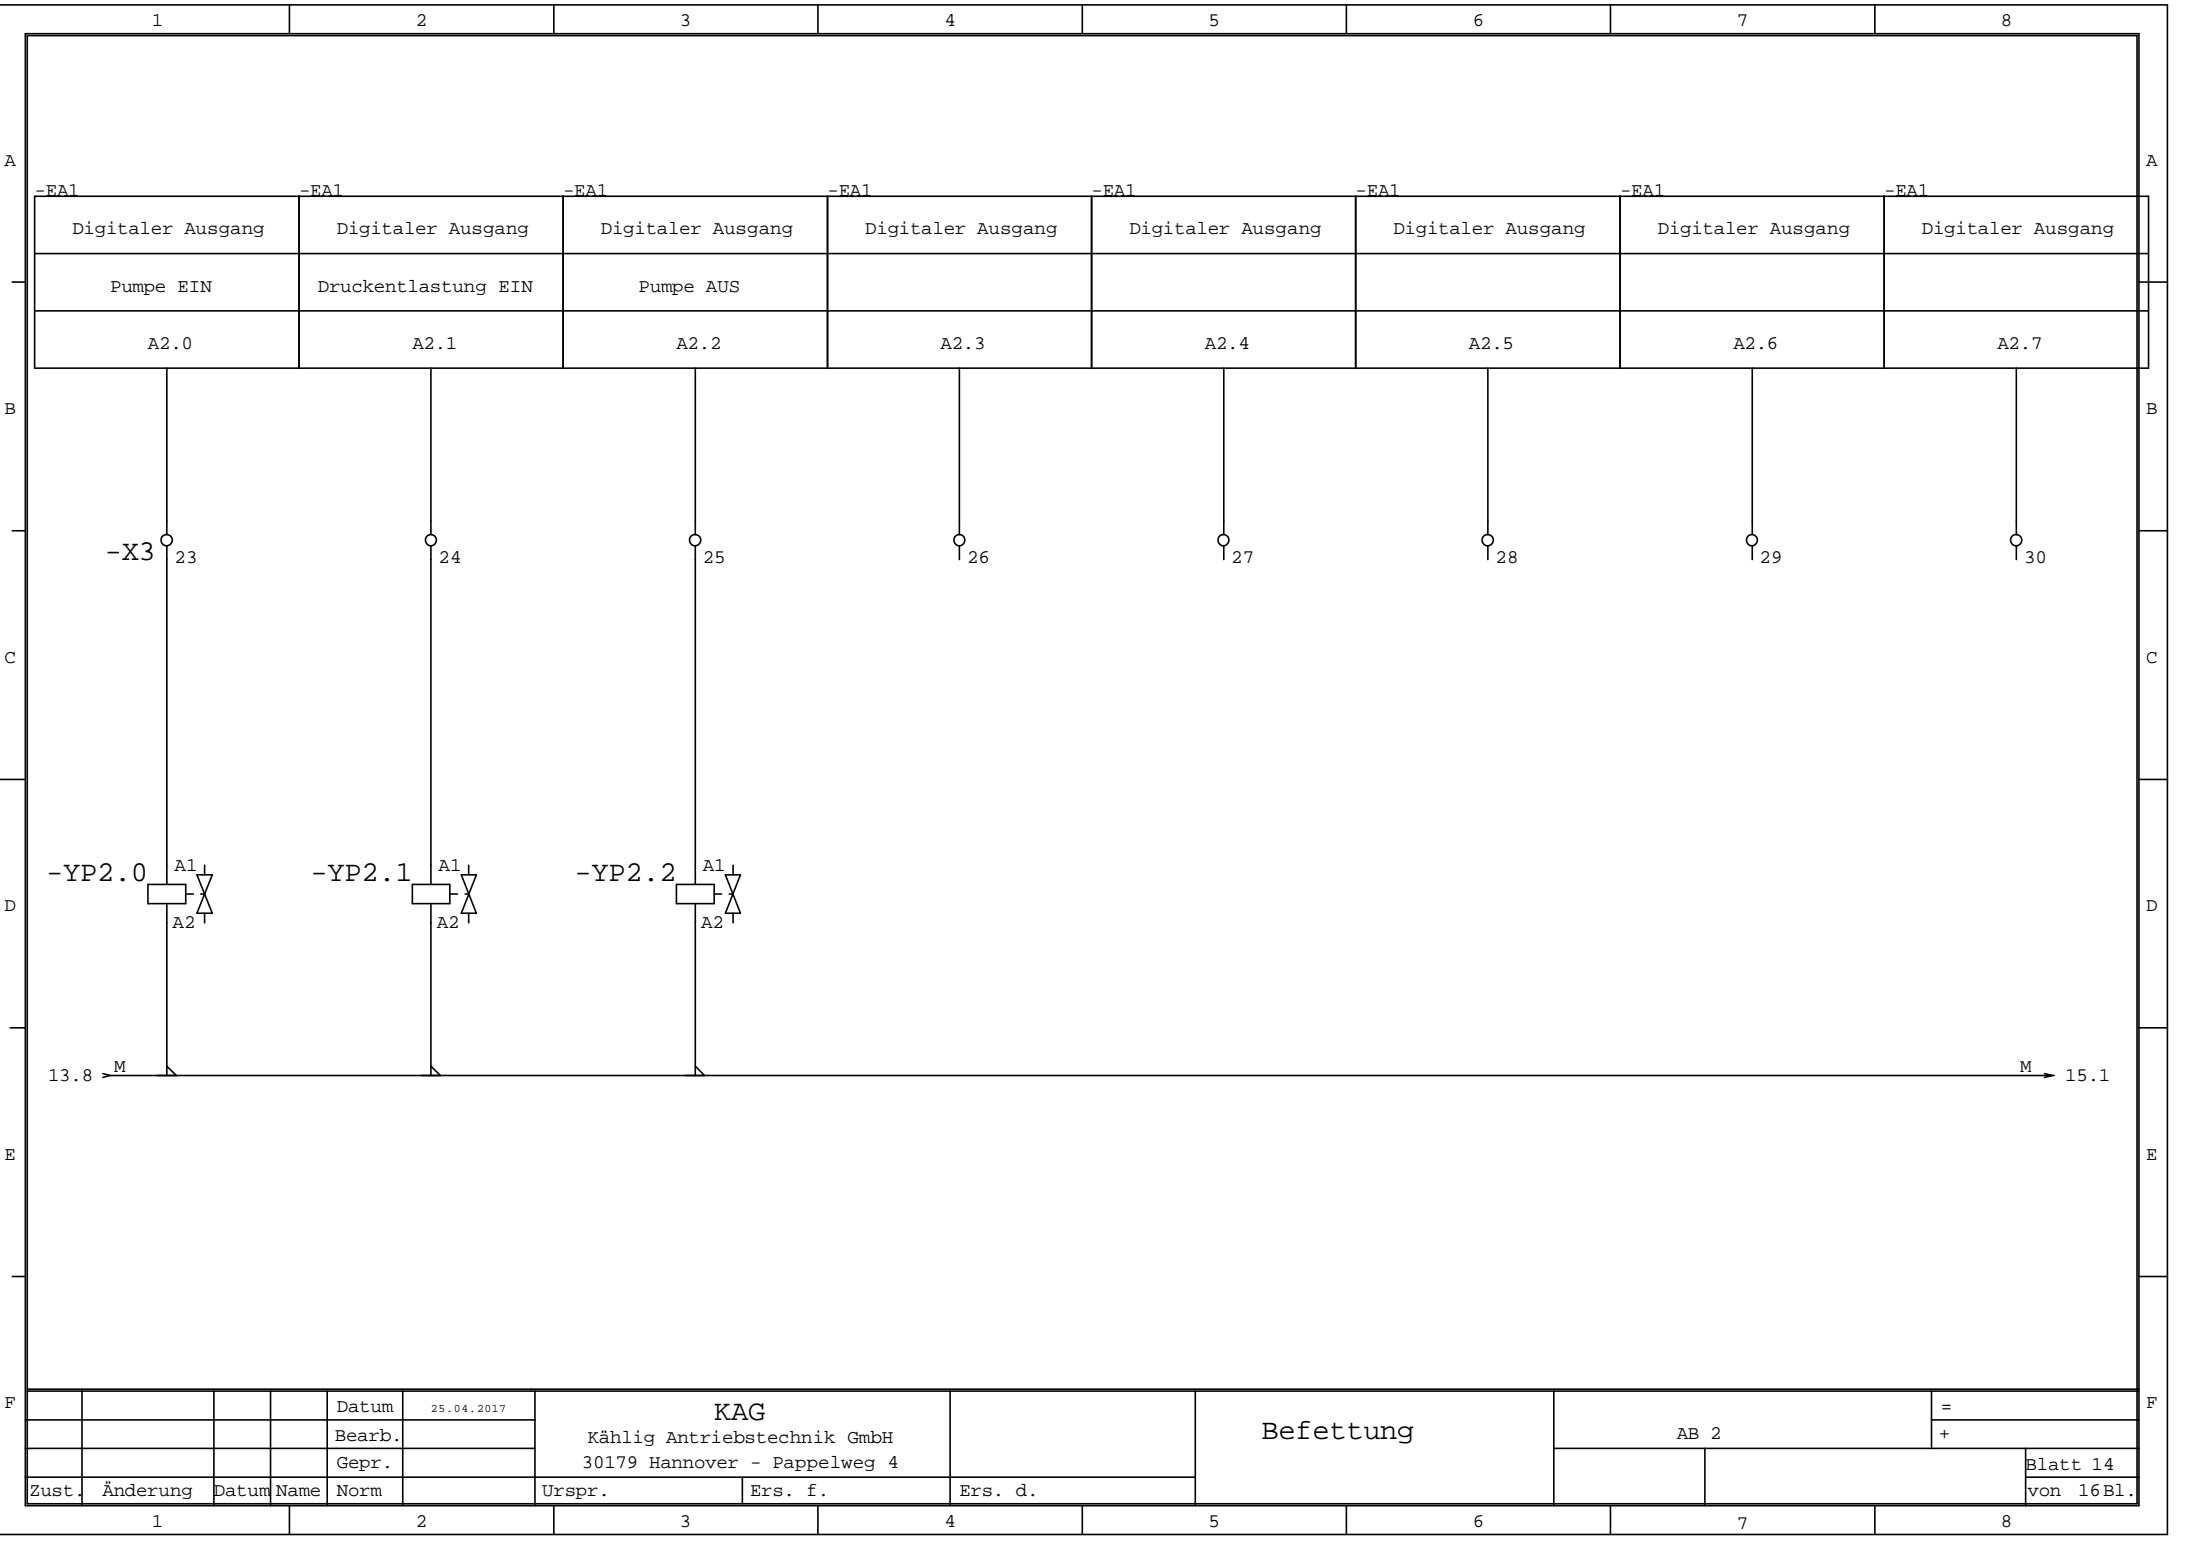 1 2 3 4 5 6 7 8
A A
-EA1 -EA1 -EA1 -EA1 -EA1 -EA1 -EA1 -EA1
Digitaler Ausgang Digitaler Ausgang Digitaler Ausgang Digitaler Ausgang Digitaler Ausgang Digitaler Ausgang Digitaler Ausgang Digitaler Ausgang
Pumpe EIN Druckentlastung EIN Pumpe AUS
A2.0 A2.1 A2.2 A2.3 A2.4 A2.5 A2.6 A2.7
B B
-X3 23 24 25 26 27 28 29 30
C C
-YP2.0 A1 -YP2.1 A1 -YP2.2 A1
D D
A2 A2 A2
13.8 M M 15.1
E E
F F
Datum 25.04.2017 KAG =
Bearb. Kählig Antriebstechnik GmbH Befettung AB 2 +
Gepr. 30179 Hannover - Pappelweg 4 Blatt 14
Zust. Änderung Datum Name Norm Urspr. Ers. f. Ers. d. von 16Bl.
1 2 3 4 5 6 7 8